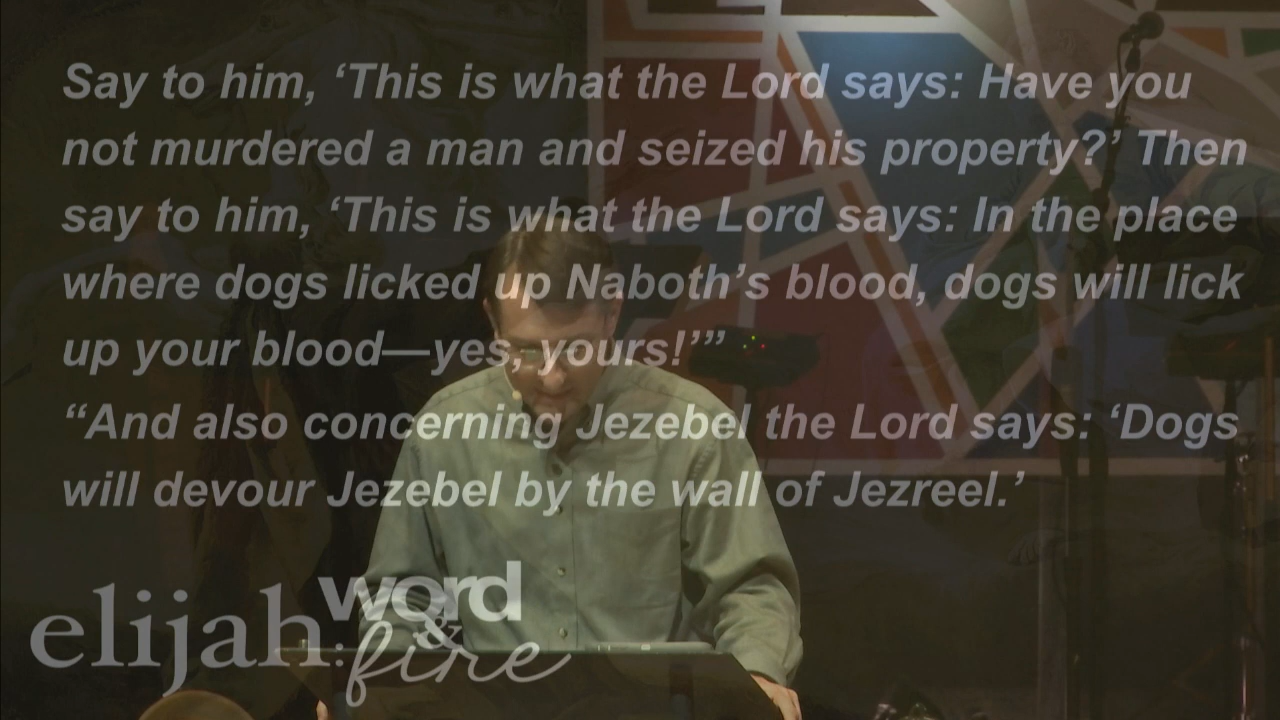 Say to him, ‘This is what the Lord says: Have you
not murdered a man and seized his property?’ Then
say to him, ‘This is what the Lord says: In the place
where dogs licked up Naboth’s blood, dogs will lick
up your blood—yes, yours!’”
“And also concerning Jezebel the Lord says: ‘Dogs
will devour Jezebel by the wall of Jezreel.’
elijah: word & fire